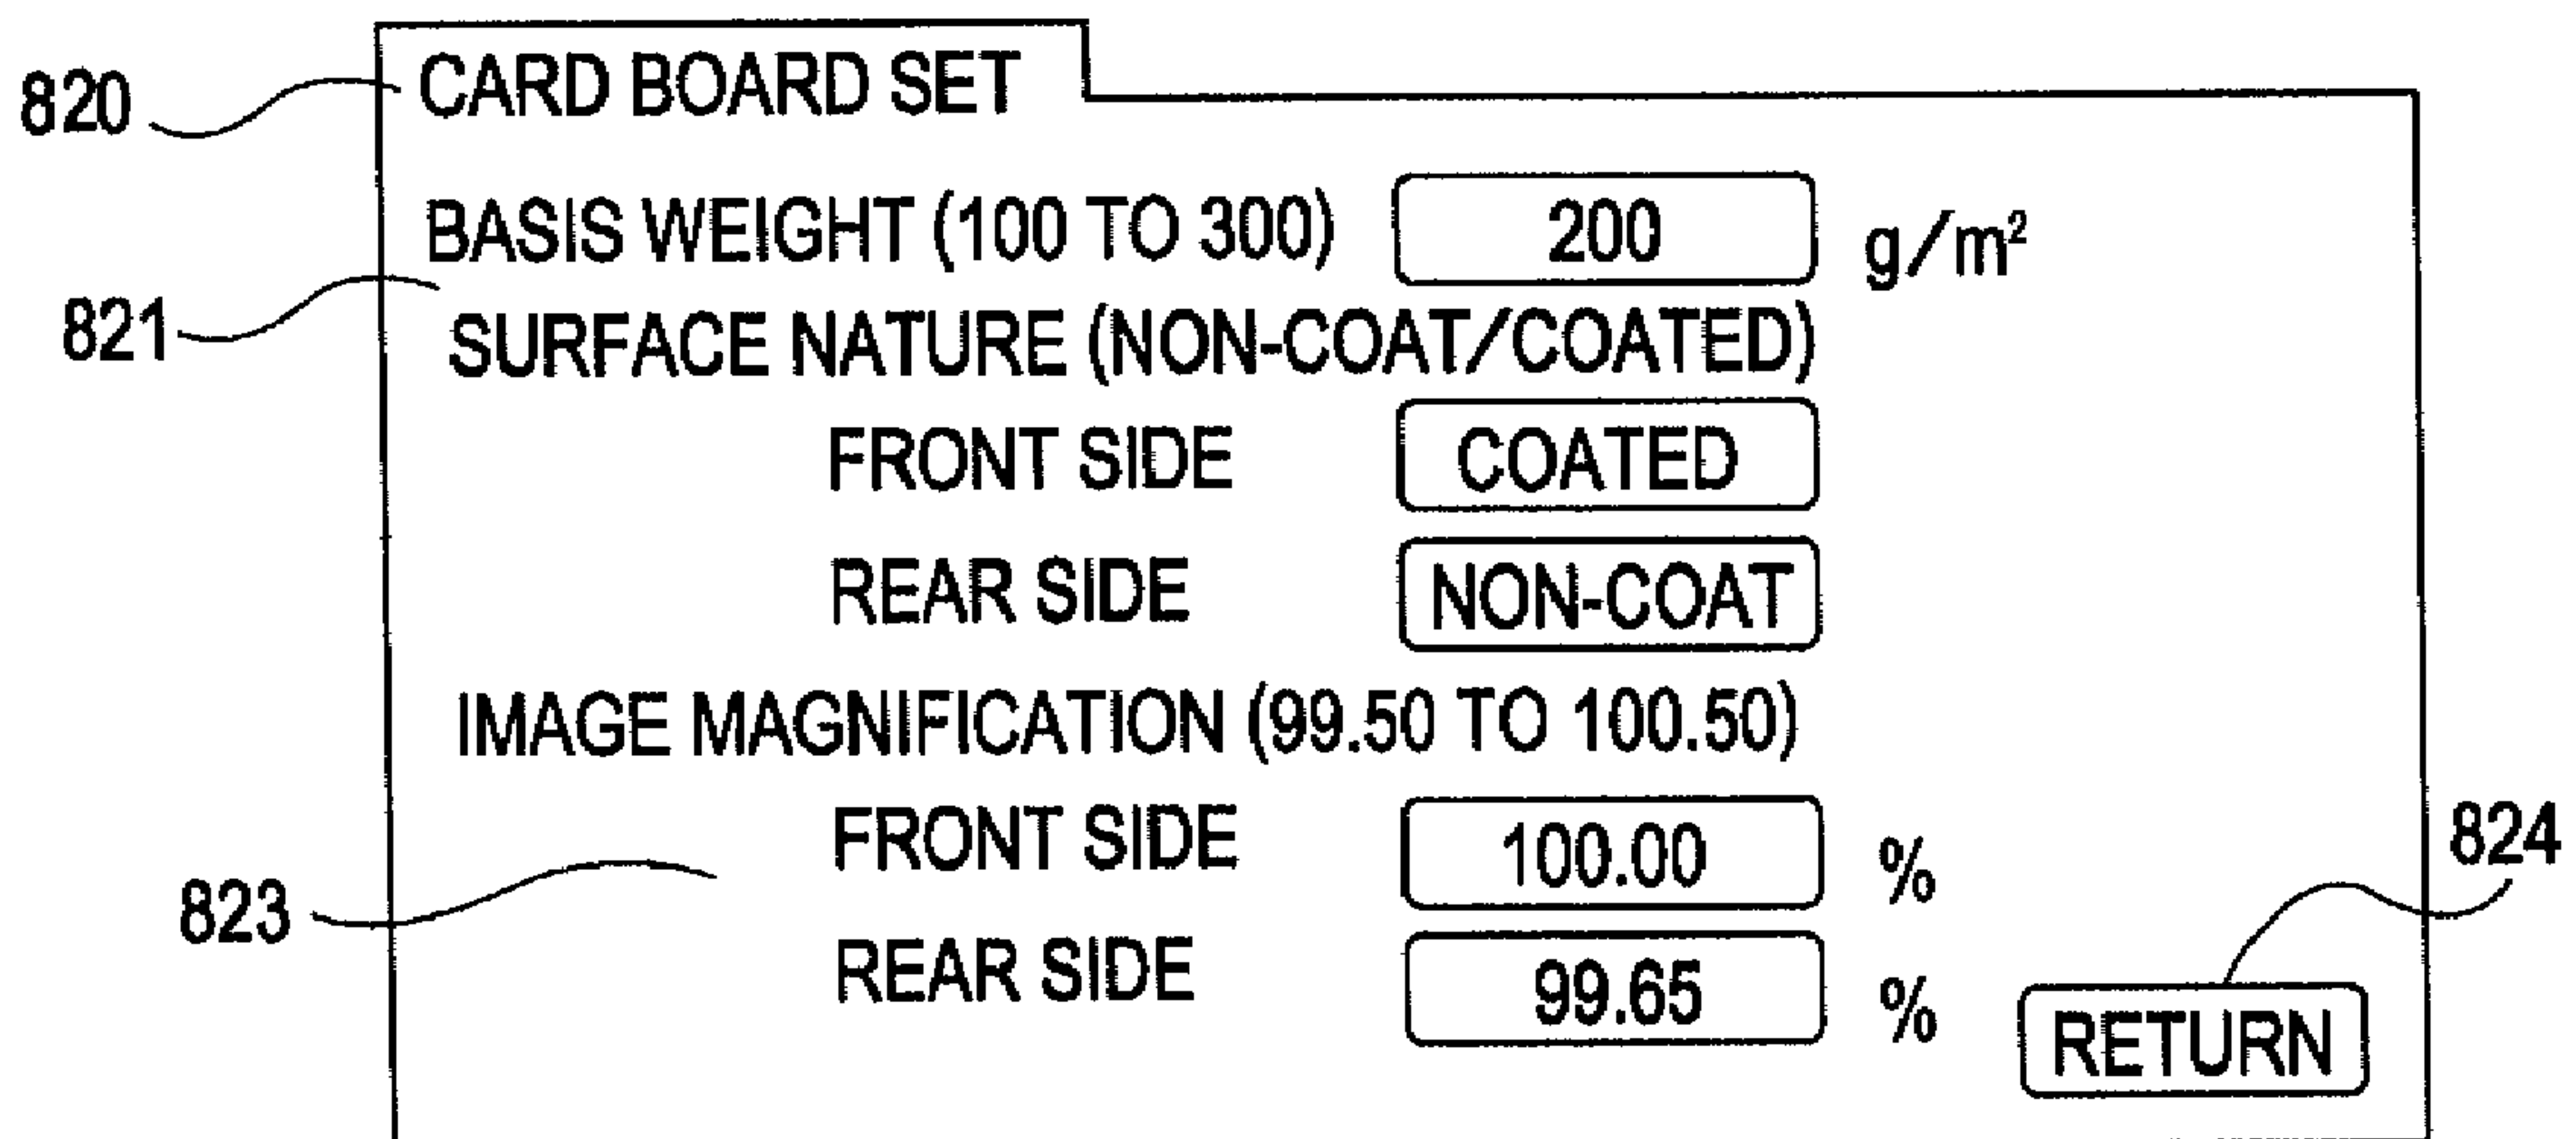 820 CARD BOARD SET
BASIS WEIGHT (100 TO 300) 200 g/m²
821 SURFACE NATURE (NON-COAT/COATED)
FRONT SIDE COATED
REAR SIDE NON-COAT
IMAGE MAGNIFICATION (99.50 TO 100.50)
FRONT SIDE 100.00 % 824
823
REAR SIDE 99.65 %
RETURN